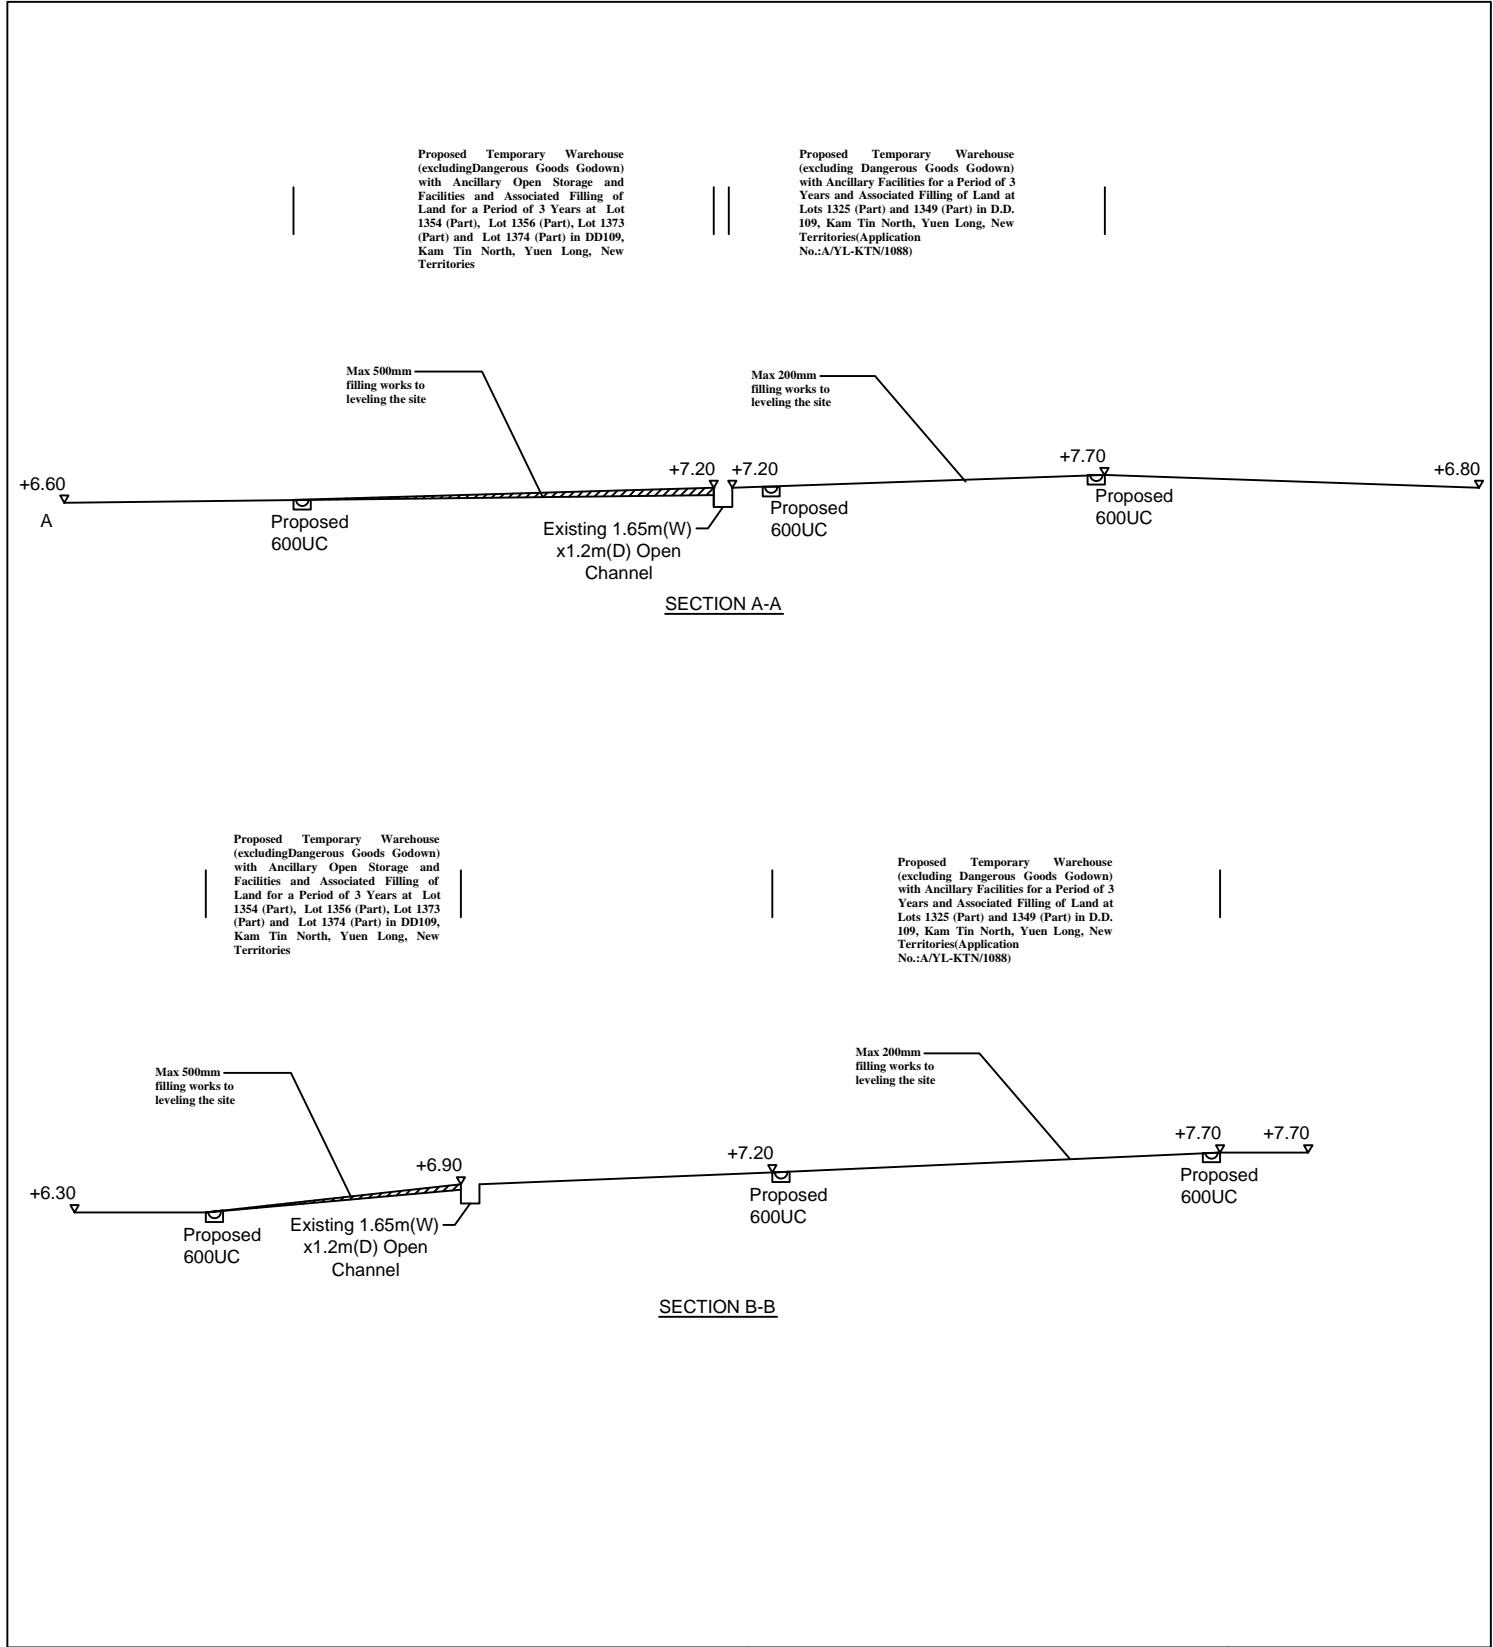 Proposed Temporary Warehouse
(excludingDangerous Goods Godown)
with Ancillary Open Storage and
Facilities and Associated Filling of
Land for a Period of 3 Years at Lot
1354 (Part), Lot 1356 (Part), Lot 1373
(Part) and Lot 1374 (Part) in DD109,
Kam Tin North, Yuen Long, New
Territories
Proposed Temporary Warehouse
(excluding Dangerous Goods Godown)
with Ancillary Facilities for a Period of 3
Years and Associated Filling of Land at
Lots 1325 (Part) and 1349 (Part) in D.D.
109, Kam Tin North, Yuen Long, New
Territories(Application
No.:A/YL-KTN/1088)
Max 500mm
filling works to
leveling the site
Max 200mm
filling works to
leveling the site
+6.60
+7.20
+7.20
+7.70
+6.80
A
Proposed
600UC
Existing 1.65m(W)
x1.2m(D) Open
Channel
Proposed
600UC
Proposed
600UC
SECTION A-A
Proposed Temporary Warehouse
(excludingDangerous Goods Godown)
with Ancillary Open Storage and
Facilities and Associated Filling of
Land for a Period of 3 Years at Lot
1354 (Part), Lot 1356 (Part), Lot 1373
(Part) and Lot 1374 (Part) in DD109,
Kam Tin North, Yuen Long, New
Territories
Proposed Temporary Warehouse
(excluding Dangerous Goods Godown)
with Ancillary Facilities for a Period of 3
Years and Associated Filling of Land at
Lots 1325 (Part) and 1349 (Part) in D.D.
109, Kam Tin North, Yuen Long, New
Territories(Application
No.:A/YL-KTN/1088)
Max 500mm
filling works to
leveling the site
Max 200mm
filling works to
leveling the site
+6.30
+6.90
+7.20
+7.70
+7.70
Proposed
600UC
Existing 1.65m(W)
x1.2m(D) Open
Channel
Proposed
600UC
Proposed
600UC
SECTION B-B